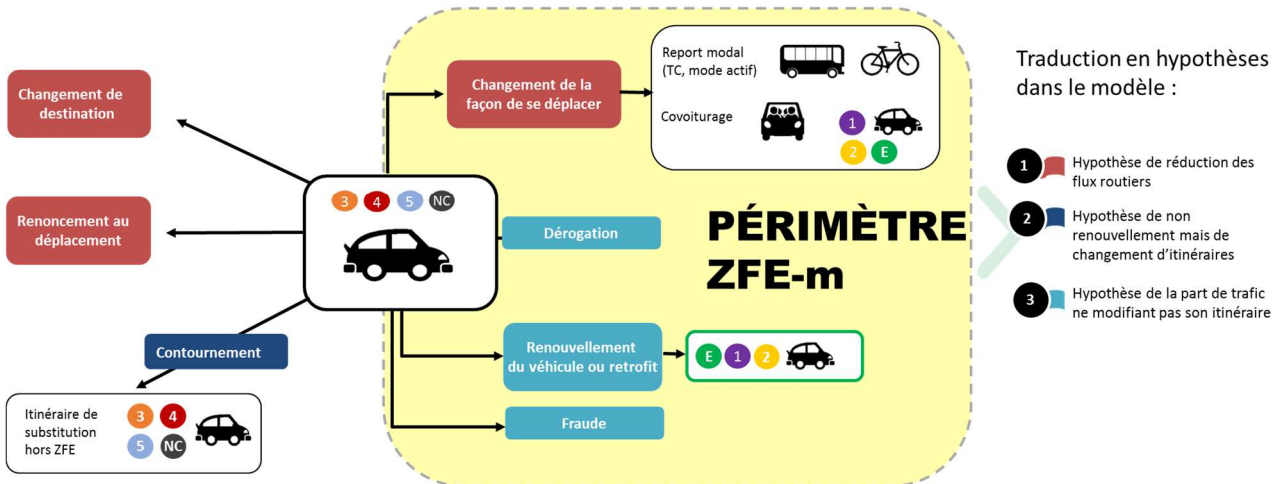 Changement de
destination
Renoncement au
déplacement
Contournement
Itinéraire de
substitution
hors ZFE
3 4
5 NC
3 4 5 NC
Changement de la
façon de se déplacer
Report modal
(TC, mode actif)
Covoiturage
1
2 E
Dérogation
PÉRIMÈTRE
ZFE-m
Renouvellement
du véhicule ou retrofit
E 1 2
Fraude
Traduction en hypothèses
dans le modèle :
1 Hypothèse de réduction des
flux routiers
2 Hypothèse de non
renouvellement mais de
changement d'itinéraires
3 Hypothèse de la part de trafic
ne modifiant pas son itinéraire